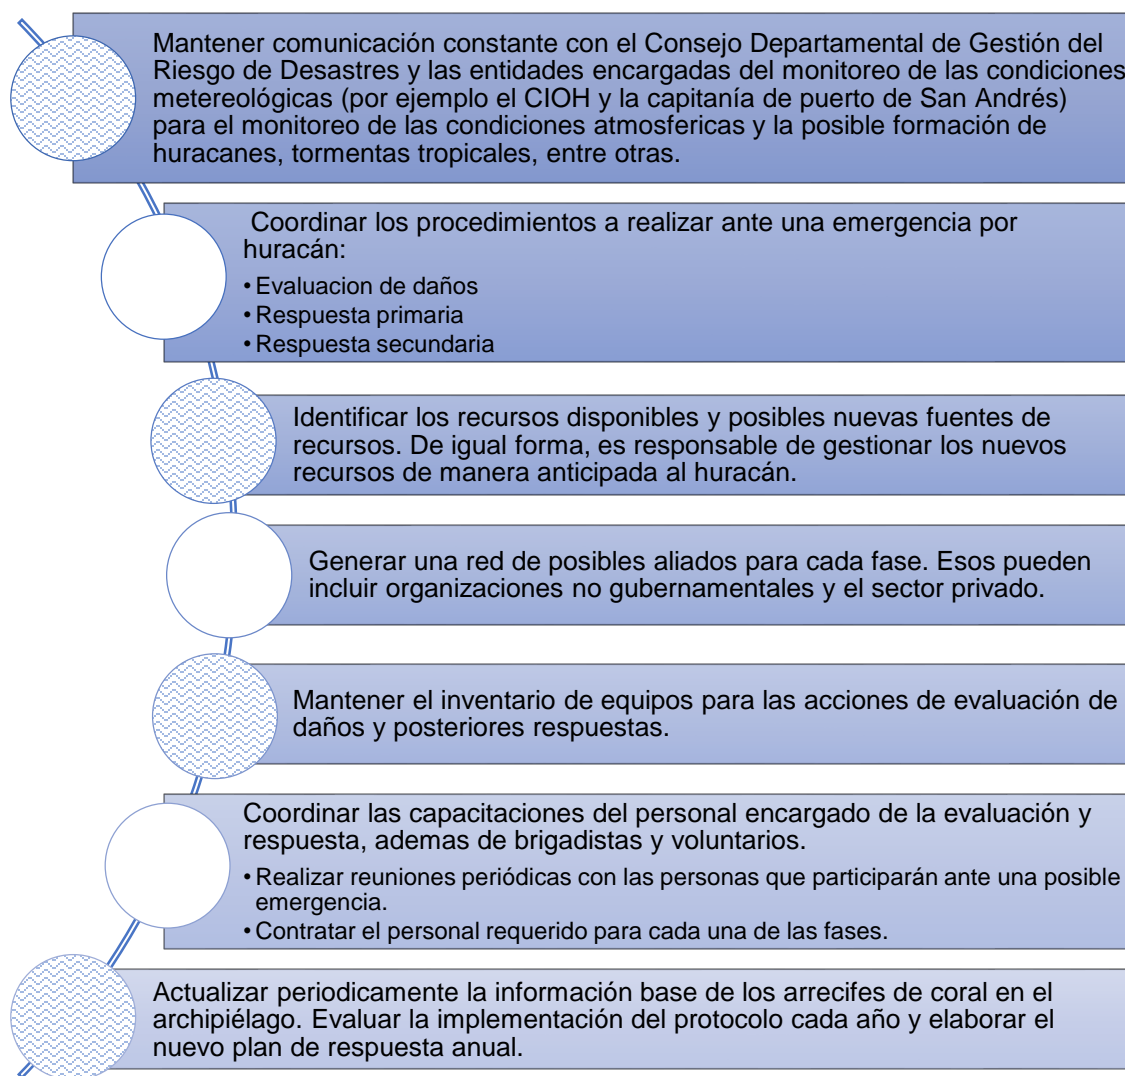 Mantener comunicación constante con el Consejo Departamental de Gestión del
Riesgo de Desastres y las entidades encargadas del monitoreo de las condiciones
metereológicas (por ejemplo el CIOH y la capitanía de puerto de San Andrés)
para el monitoreo de las condiciones atmosfericas y la posible formación de
huracanes, tormentas tropicales, entre otras.
Coordinar los procedimientos a realizar ante una emergencia por
huracán:
• Evaluacion de daños
• Respuesta primaria
• Respuesta secundaria
Identificar los recursos disponibles y posibles nuevas fuentes de
recursos. De igual forma, es responsable de gestionar los nuevos
recursos de manera anticipada al huracán.
Generar una red de posibles aliados para cada fase. Esos pueden
incluir organizaciones no gubernamentales y el sector privado.
Mantener el inventario de equipos para las acciones de evaluación de
daños y posteriores respuestas.
Coordinar las capacitaciones del personal encargado de la evaluación y
respuesta, ademas de brigadistas y voluntarios.
• Realizar reuniones periódicas con las personas que participarán ante una posible
emergencia.
• Contratar el personal requerido para cada una de las fases.
Actualizar periodicamente la información base de los arrecifes de coral en el
archipiélago. Evaluar la implementación del protocolo cada año y elaborar el
nuevo plan de respuesta anual.